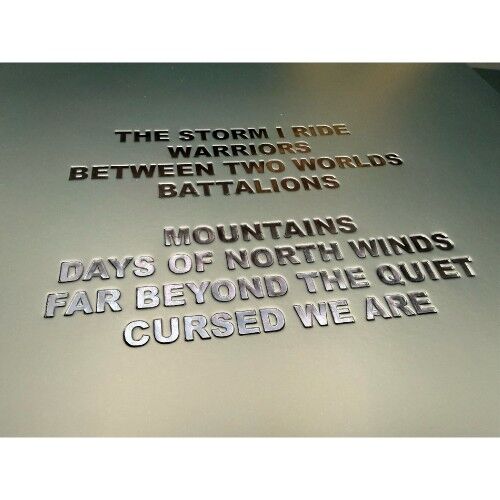 THE STORM I RIDE
WARRIORS
BETWEEN TWO WORLDS
BATTALIONS
MOUNTAINS
DAYS OF NORTH WINDS
FAR BEYOND THE QUIET
CURSED WE ARE